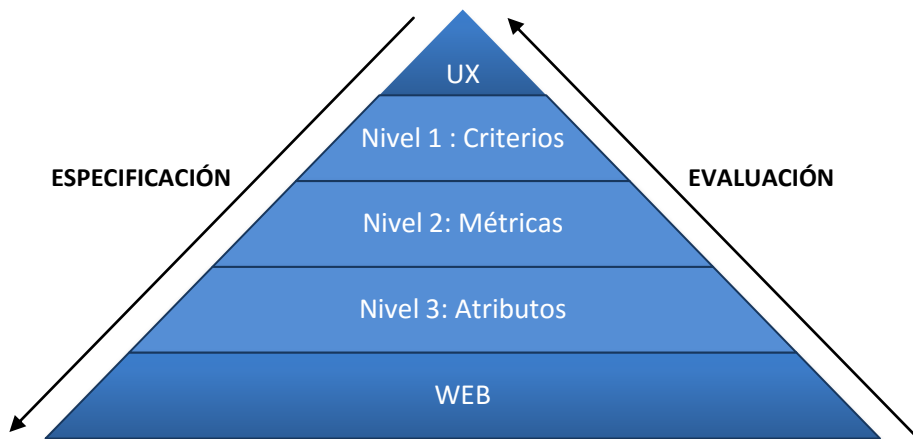 UX
Nivel 1 : Criterios
ESPECIFICACIÓN
EVALUACIÓN
Nivel 2: Métricas
Nivel 3: Atributos
WEB